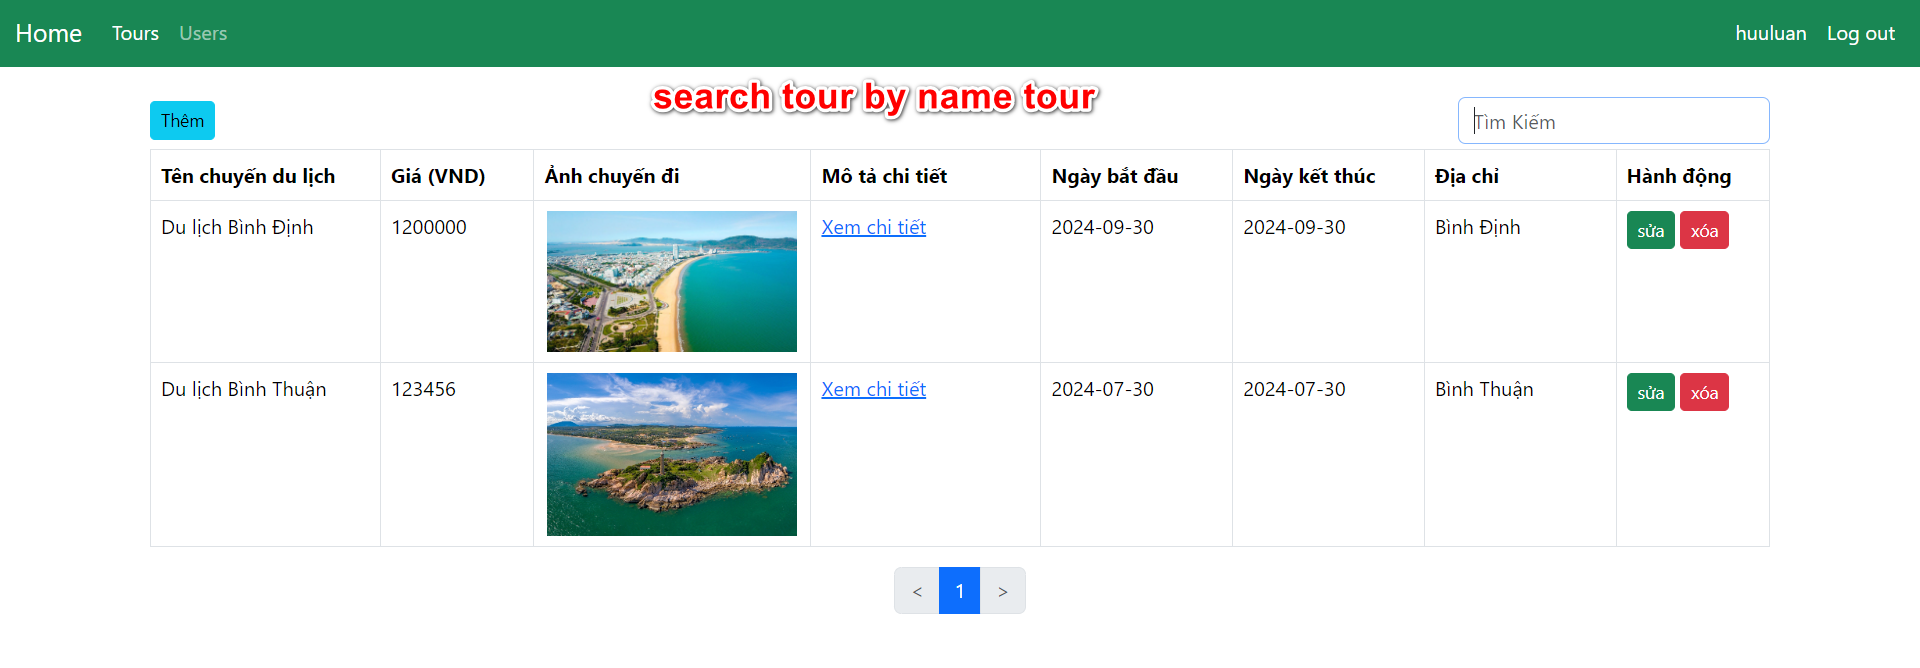 Home Tours Users huuluan Log out
search tour by name tour
Thêm Tìm Kiếm
Tên chuyến du lịch Giá (VND) Ảnh chuyến đi Mô tả chi tiết Ngày bắt đầu Ngày kết thúc Địa chỉ Hành động
Du lịch Bình Định 1200000 Xem chi tiết 2024-09-30 2024-09-30 Bình Định sửa xóa
Du lịch Bình Thuận 123456 Xem chi tiết 2024-07-30 2024-07-30 Bình Thuận sửa xóa
< 1 >